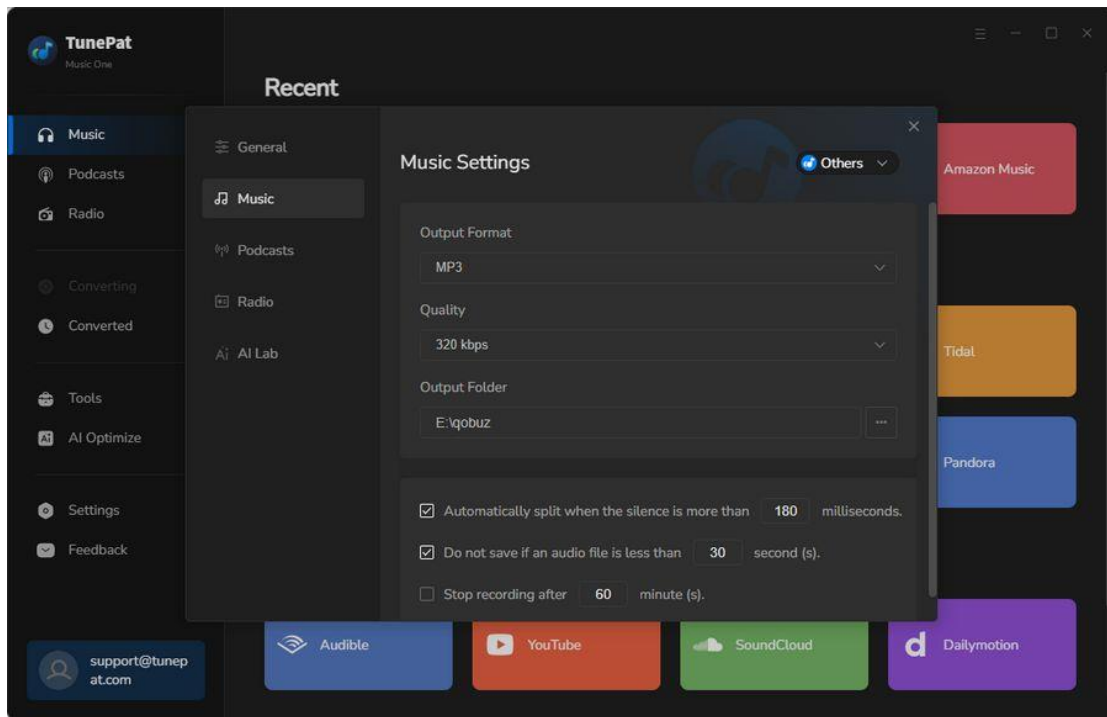 TunePat
Music One
Music
Podcasts
Radio
Converting
Converted
Tools
AI Optimize
Settings
Feedback
support@tunep
at.com
Recent
General
Music
Podcasts
Radio
Ai AI Lab
Music Settings
Others
Output Format
MP3
Quality
320 kbps
Output Folder
E:\qobuz
...
Automatically split when the silence is more than 180 milliseconds.
Do not save if an audio file is less than 30 second (s).
Stop recording after 60 minute (s).
Amazon Music
Tidal
Pandora
Audible
YouTube
SoundCloud
d Dailymotion